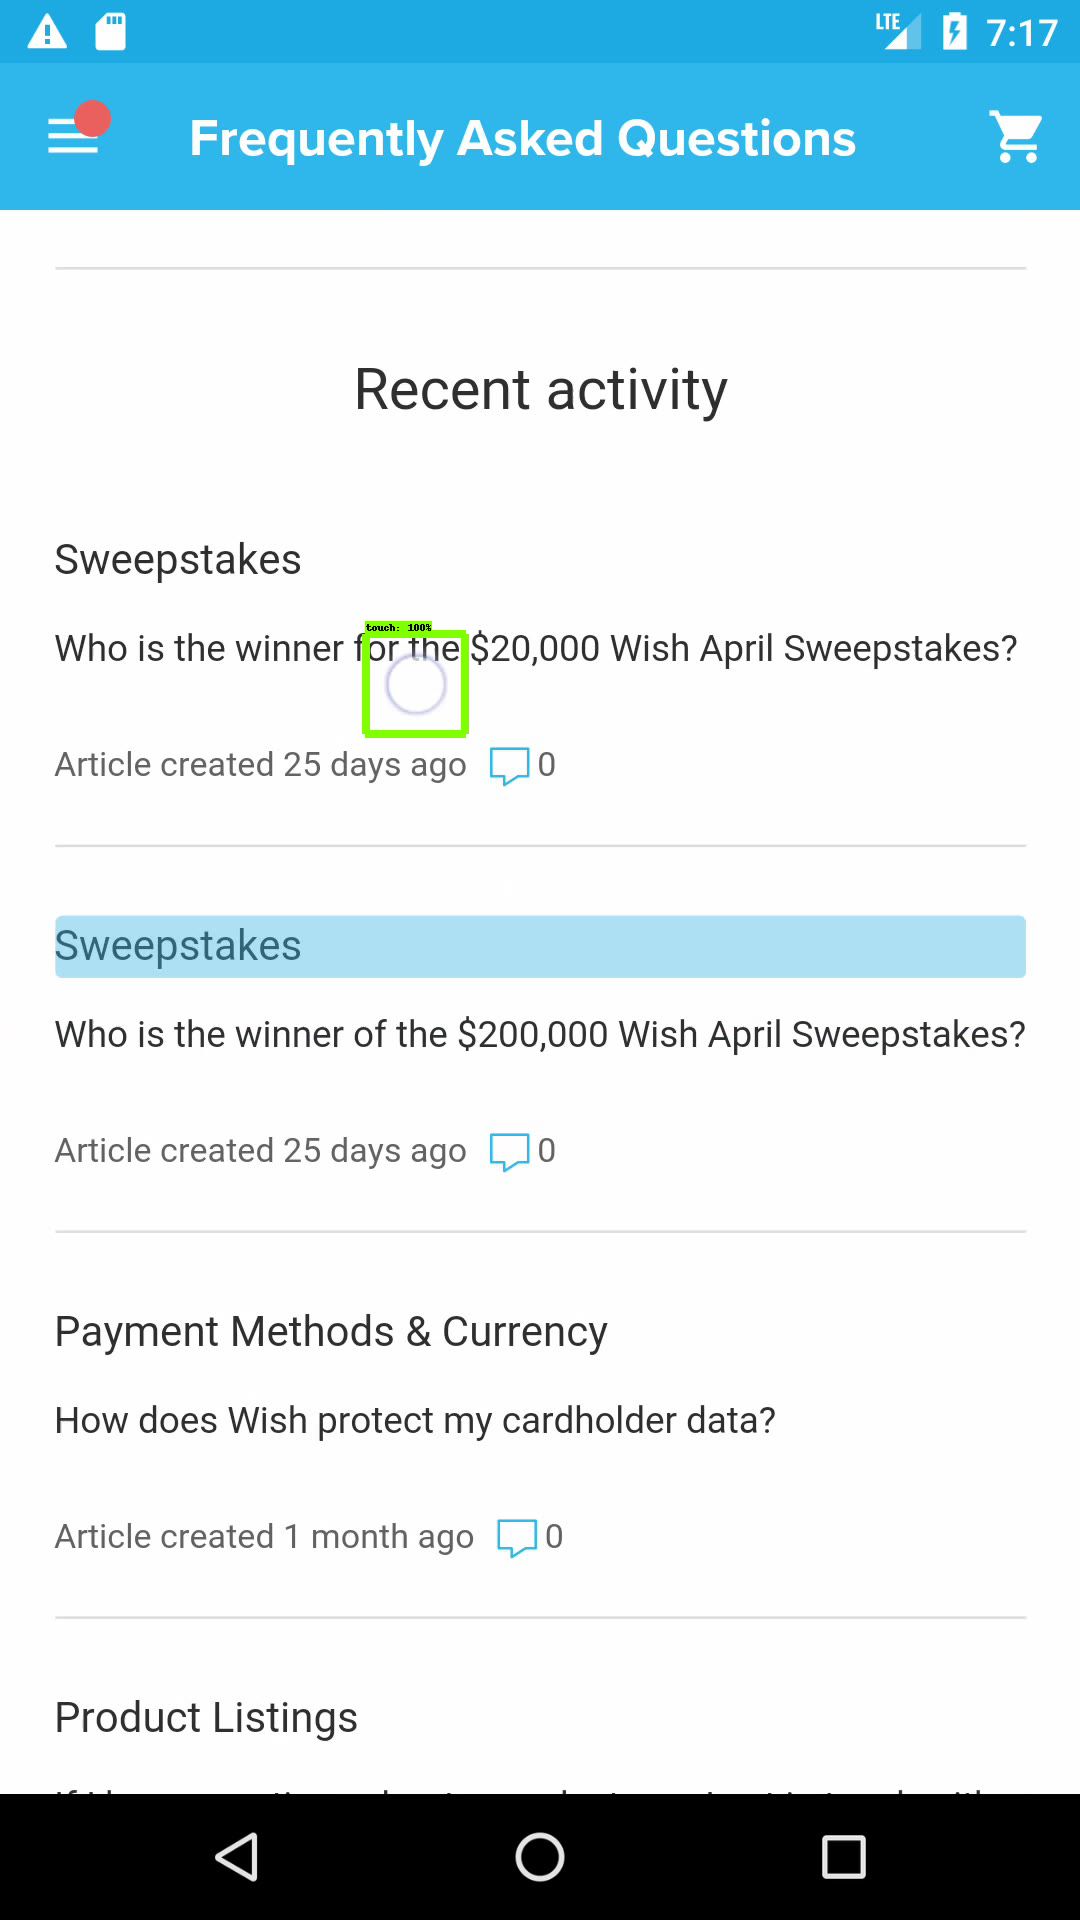 LTE 7:17
Frequently Asked Questions
Recent activity
Sweepstakes
touch: 100%
Who is the winner for the $20,000 Wish April Sweepstakes?
Article created 25 days ago 0
Sweepstakes
Who is the winner of the $200,000 Wish April Sweepstakes?
Article created 25 days ago 0
Payment Methods & Currency
How does Wish protect my cardholder data?
Article created 1 month ago 0
Product Listings